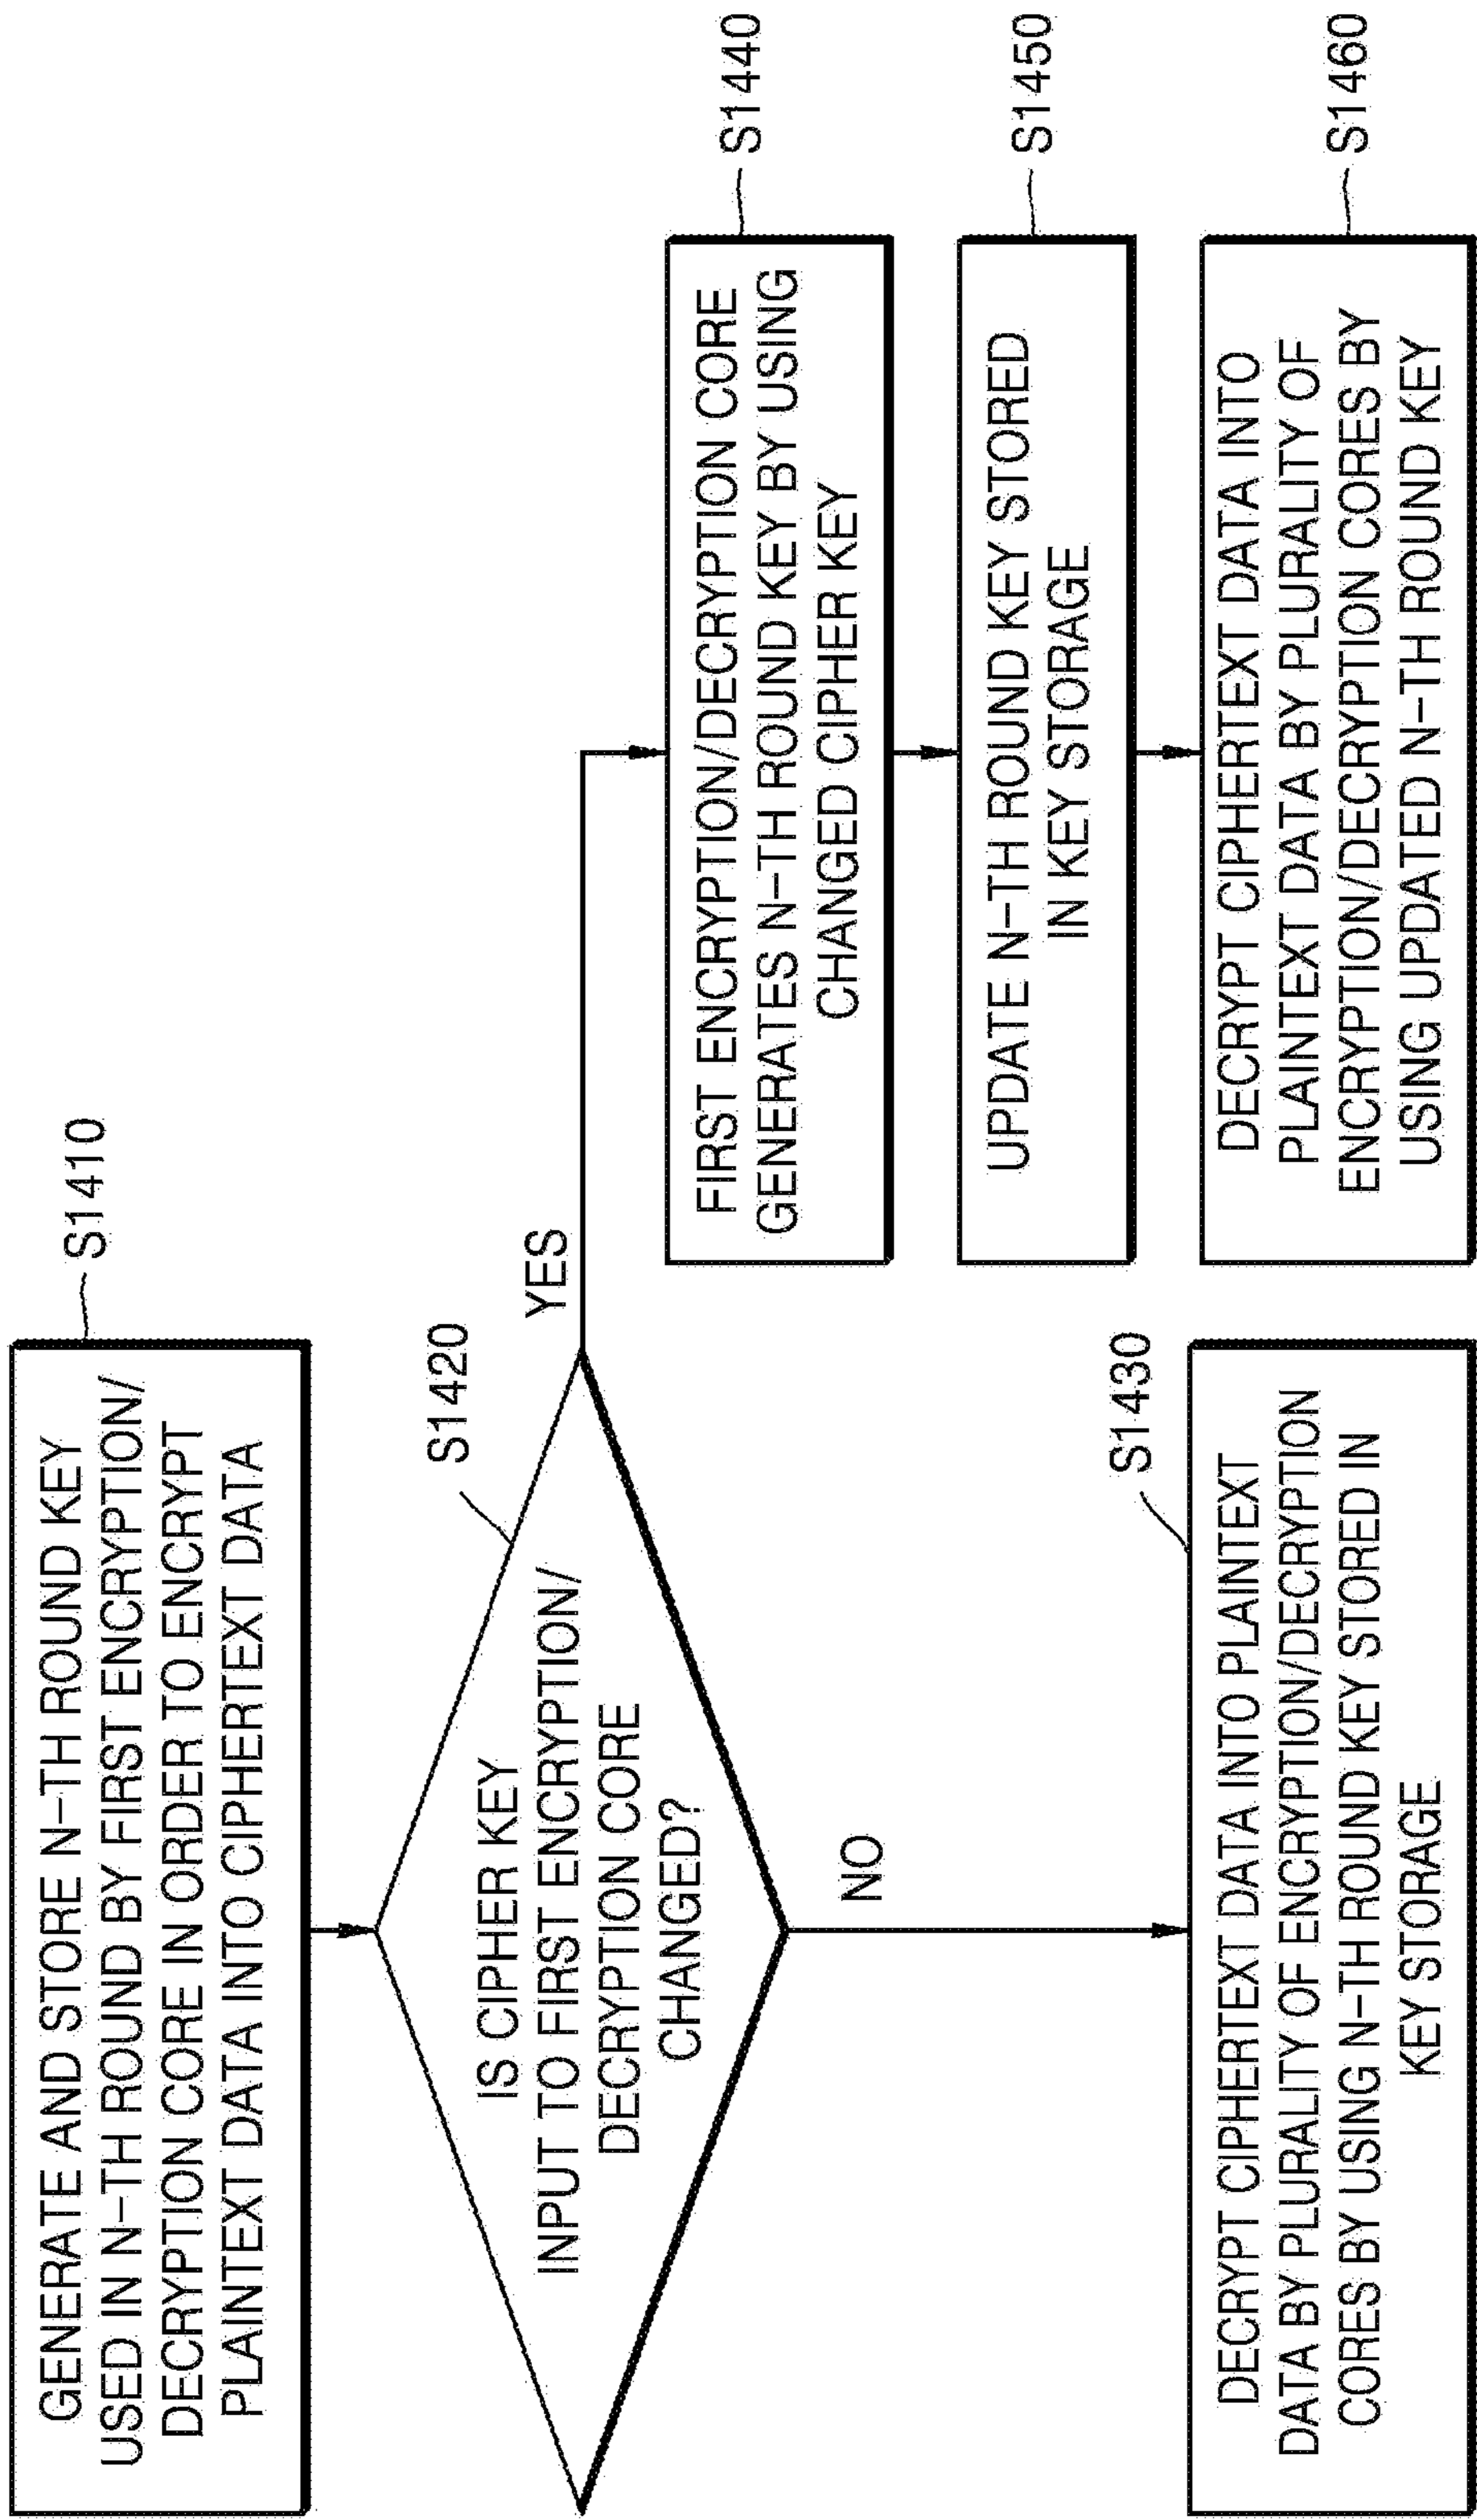 GENERATE AND STORE N-TH ROUND KEY
USED IN N-TH ROUND BY FIRST ENCRYPTION/
DECRYPTION CORE IN ORDER TO ENCRYPT
PLAINTEXT DATA INTO CIPHERTEXT DATA
S1410
IS CIPHER KEY
INPUT TO FIRST ENCRYPTION/
DECRYPTION CORE
CHANGED?
S1420
YES
NO
DECRYPT CIPHERTEXT DATA INTO PLAINTEXT
DATA BY PLURALITY OF ENCRYPTION/DECRYPTION
CORES BY USING N-TH ROUND KEY STORED IN
KEY STORAGE
S1430
FIRST ENCRYPTION/DECRYPTION CORE
GENERATES N-TH ROUND KEY BY USING
CHANGED CIPHER KEY
S1440
UPDATE N-TH ROUND KEY STORED
IN KEY STORAGE
S1450
DECRYPT CIPHERTEXT DATA INTO
PLAINTEXT DATA BY PLURALITY OF
ENCRYPTION/DECRYPTION CORES BY
USING UPDATED N-TH ROUND KEY
S1460